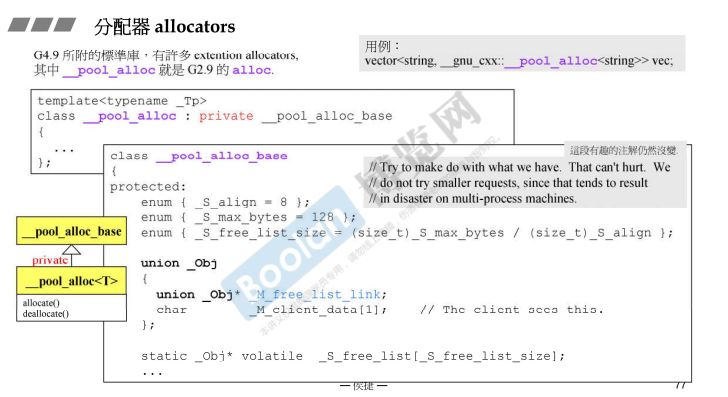 分配器 allocators
G4.9 所附的標準庫，有許多 extention allocators,
其中 __pool_alloc 就是 G2.9 的 alloc.
用例：
vector<string, __gnu_cxx::__pool_alloc<string>> vec;
template<typename _Tp>
class __pool_alloc : private __pool_alloc_base
{
...
};
class __pool_alloc_base
{
protected:
enum { _S_align = 8 };
enum { _S_max_bytes = 128 };
enum { _S_free_list_size = (size_t)_S_max_bytes / (size_t)_S_align };
union _Obj
{
union _Obj* _M_free_list_link;
char _M_client_data[1]; // The client sees this.
};
static _Obj* volatile _S_free_list[_S_free_list_size];
...
這段有趣的注解仍然沒變.
// Try to make do with what we have. That can't hurt. We
// do not try smaller requests, since that tends to result
// in disaster on multi-process machines.
__pool_alloc_base
private
__pool_alloc<T>
allocate()
deallocate()
Boolan
博览网
— 侯捷 —
77